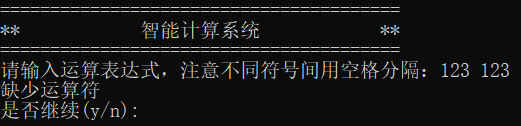 ========================================
**            智能计算系统            **
========================================
请输入运算表达式，注意不同符号间用空格分隔：123 123
缺少运算符
是否继续(y/n):